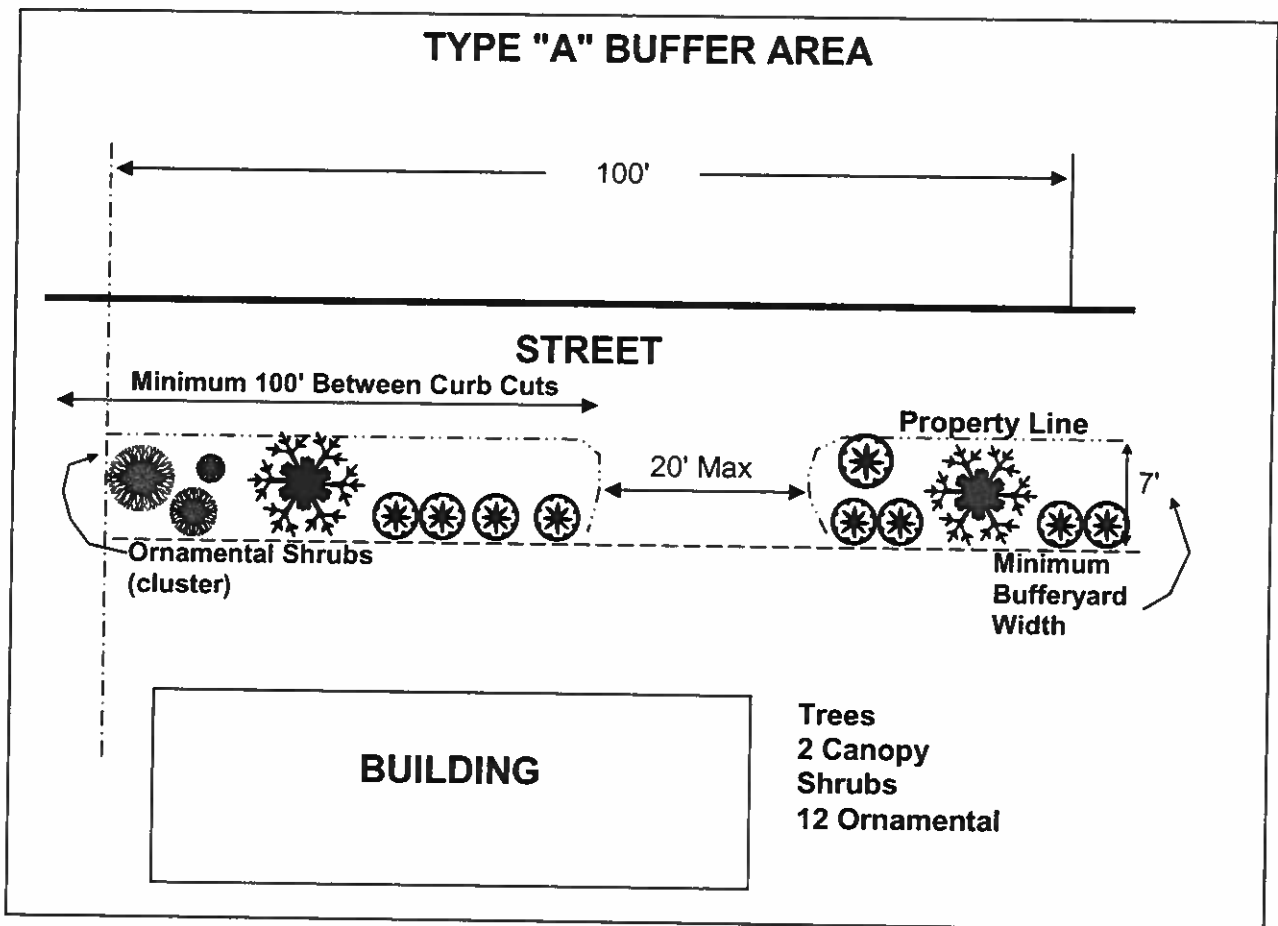 TYPE "A" BUFFER AREA
100'
STREET
Minimum 100' Between Curb Cuts
Property Line
20' Max
7'
Ornamental Shrubs
(cluster)
Minimum
Bufferyard
Width
BUILDING
Trees
2 Canopy
Shrubs
12 Ornamental